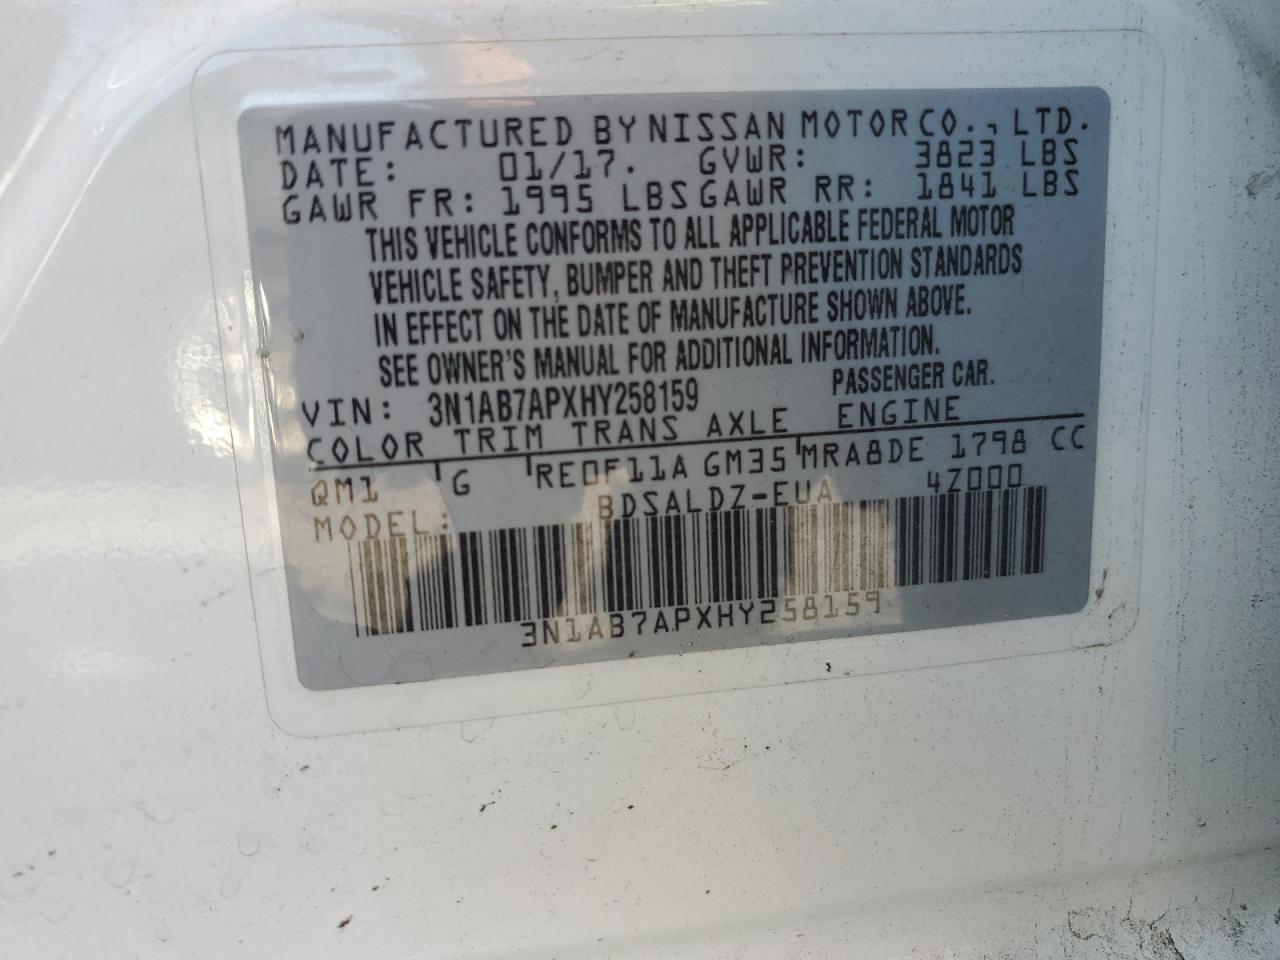 MANUFACTURED BY NISSAN MOTOR CO., LTD.
DATE: 01/17. GVWR: 3823 LBS
GAWR FR: 1995 LBS GAWR RR: 1841 LBS
THIS VEHICLE CONFORMS TO ALL APPLICABLE FEDERAL MOTOR
VEHICLE SAFETY, BUMPER AND THEFT PREVENTION STANDARDS
IN EFFECT ON THE DATE OF MANUFACTURE SHOWN ABOVE.
SEE OWNER'S MANUAL FOR ADDITIONAL INFORMATION.
VIN: 3N1AB7APXHY258159 PASSENGER CAR.
COLOR TRIM TRANS AXLE ENGINE
QM1 G RE0F11A GM35 MRA8DE 1798 CC
MODEL: BDSALDZ-EUA 4Z000
3N1AB7APXHY258159